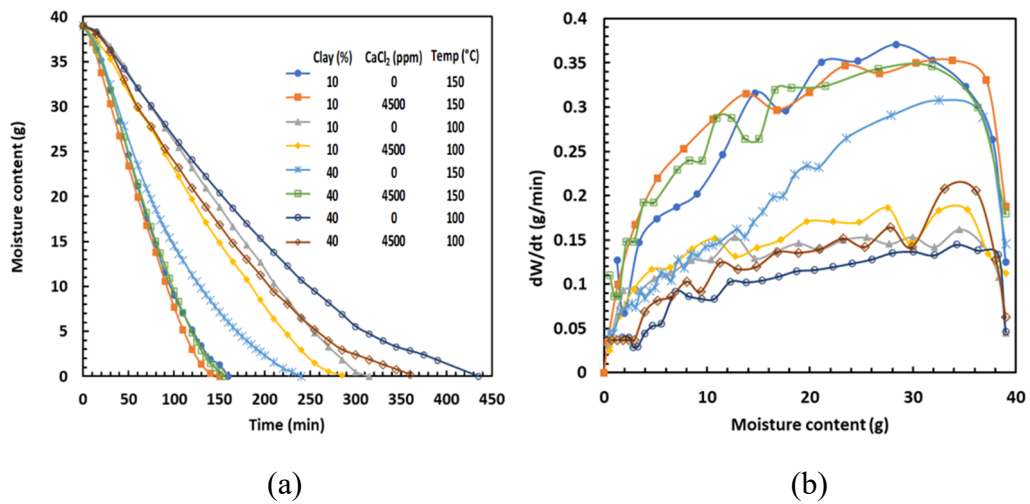 40
35
30
25
20
15
10
5
0
Moisture content (g)
Clay (%) CaCl₂ (ppm) Temp (°C)
10 0 150
10 4500 150
10 0 100
10 4500 100
40 0 150
40 4500 150
40 0 100
40 4500 100
0 50 100 150 200 250 300 350 400 450
Time (min)
(a)
0.4
0.35
0.3
0.25
0.2
0.15
0.1
0.05
0
dW/dt (g/min)
0 10 20 30 40
Moisture content (g)
(b)